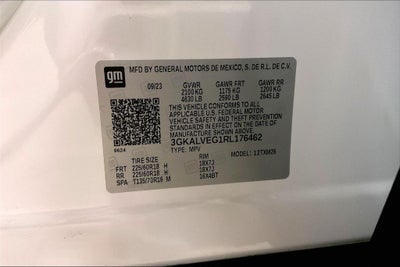 gm MFD BY GENERAL MOTORS DE MEXICO, S. DE R.L. DE C.V.
09/23 GVWR GAWR FRT GAWR RR
2100 KG 1175 KG 1200 KG
4630 LB 2590 LB 2645 LB
THIS VEHICLE CONFORMS TO ALL
APPLICABLE U.S. FEDERAL MOTOR
VEHICLE SAFETY AND THEFT PREVENTION
STANDARDS IN EFFECT ON THE DATE OF
MANUFACTURE SHOWN ABOVE.
3GKALVEG1RL176462
TYPE: MPV
TIRE SIZE RIM
FRT 225/60R18 H 18X7J
RR 225/60R18 H 18X7J
SPA T135/70R16 M 16X4BT